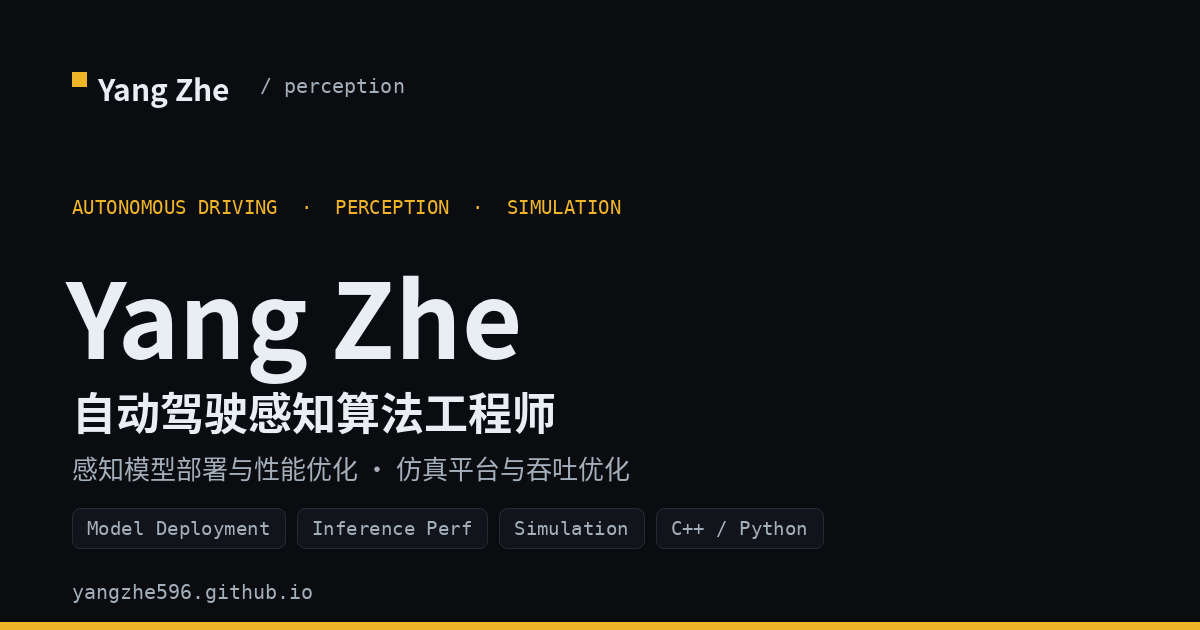 Yang Zhe / perception
AUTONOMOUS DRIVING · PERCEPTION · SIMULATION
Yang Zhe
自动驾驶感知算法工程师
感知模型部署与性能优化 · 仿真平台与吞吐优化
Model Deployment Inference Perf Simulation C++ / Python
yangzhe596.github.io